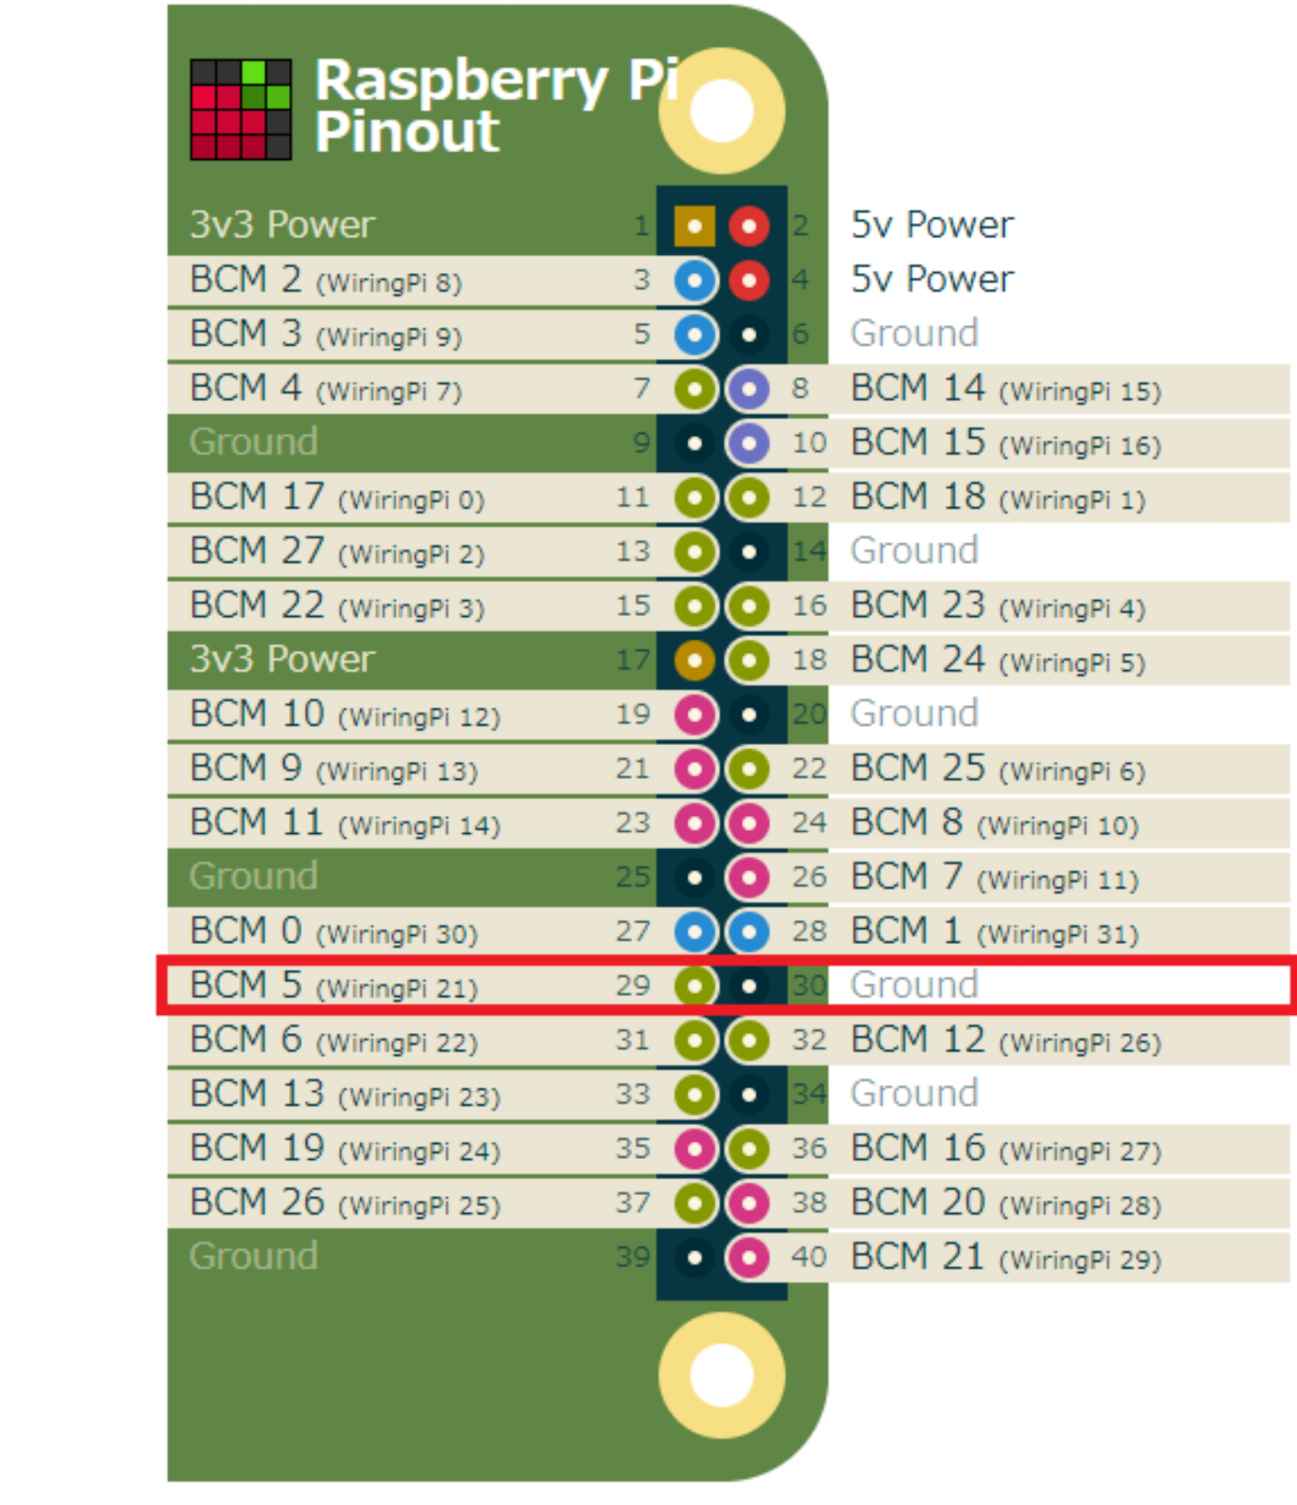 Raspberry Pi
Pinout
3v3 Power 1 2 5v Power
BCM 2 (WiringPi 8) 3 4 5v Power
BCM 3 (WiringPi 9) 5 6 Ground
BCM 4 (WiringPi 7) 7 8 BCM 14 (WiringPi 15)
Ground 9 10 BCM 15 (WiringPi 16)
BCM 17 (WiringPi 0) 11 12 BCM 18 (WiringPi 1)
BCM 27 (WiringPi 2) 13 14 Ground
BCM 22 (WiringPi 3) 15 16 BCM 23 (WiringPi 4)
3v3 Power 17 18 BCM 24 (WiringPi 5)
BCM 10 (WiringPi 12) 19 20 Ground
BCM 9 (WiringPi 13) 21 22 BCM 25 (WiringPi 6)
BCM 11 (WiringPi 14) 23 24 BCM 8 (WiringPi 10)
Ground 25 26 BCM 7 (WiringPi 11)
BCM 0 (WiringPi 30) 27 28 BCM 1 (WiringPi 31)
BCM 5 (WiringPi 21) 29 30 Ground
BCM 6 (WiringPi 22) 31 32 BCM 12 (WiringPi 26)
BCM 13 (WiringPi 23) 33 34 Ground
BCM 19 (WiringPi 24) 35 36 BCM 16 (WiringPi 27)
BCM 26 (WiringPi 25) 37 38 BCM 20 (WiringPi 28)
Ground 39 40 BCM 21 (WiringPi 29)